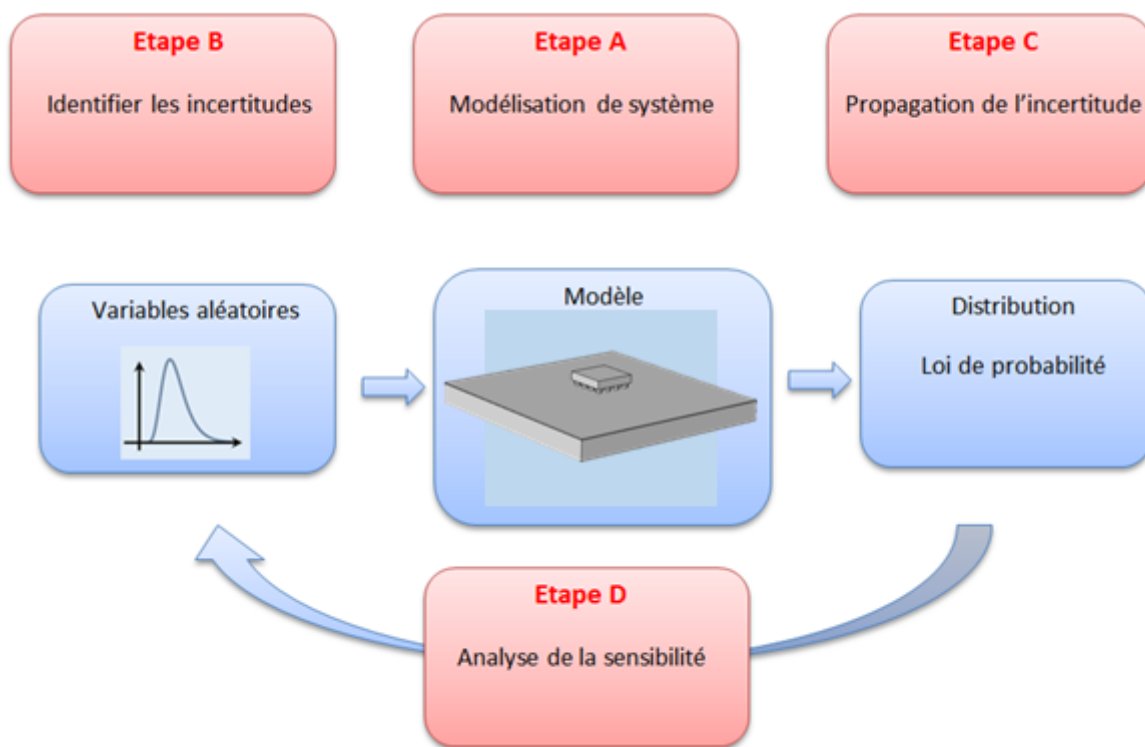 Etape B
Identifier les incertitudes
Etape A
Modélisation de système
Etape C
Propagation de l'incertitude
Variables aléatoires
Modèle
Distribution
Loi de probabilité
Etape D
Analyse de la sensibilité